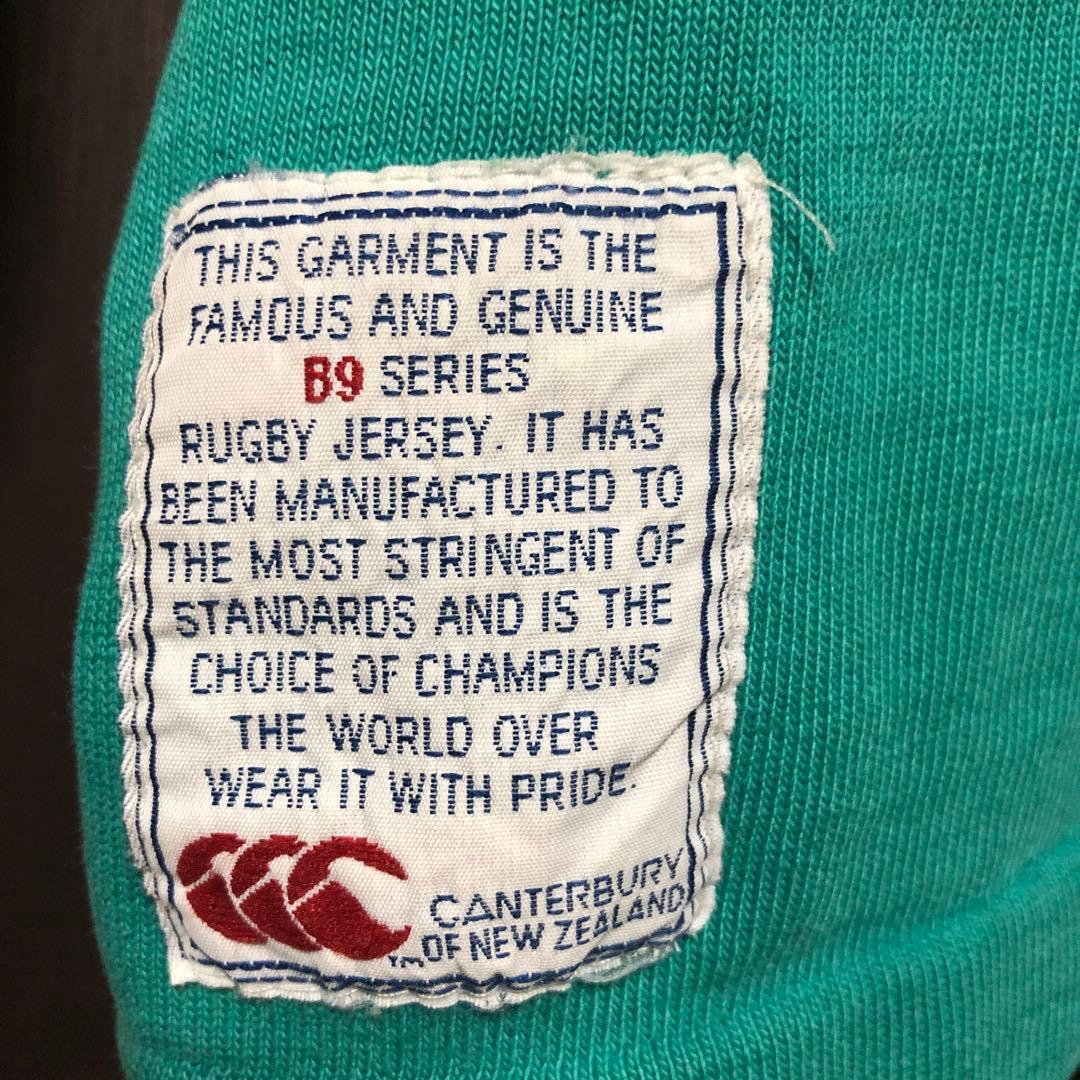 THIS GARMENT IS THE
FAMOUS AND GENUINE
B9 SERIES
RUGBY JERSEY. IT HAS
BEEN MANUFACTURED TO
THE MOST STRINGENT OF
STANDARDS AND IS THE
CHOICE OF CHAMPIONS
THE WORLD OVER
WEAR IT WITH PRIDE.
CANTERBURY
TM OF NEW ZEALAND